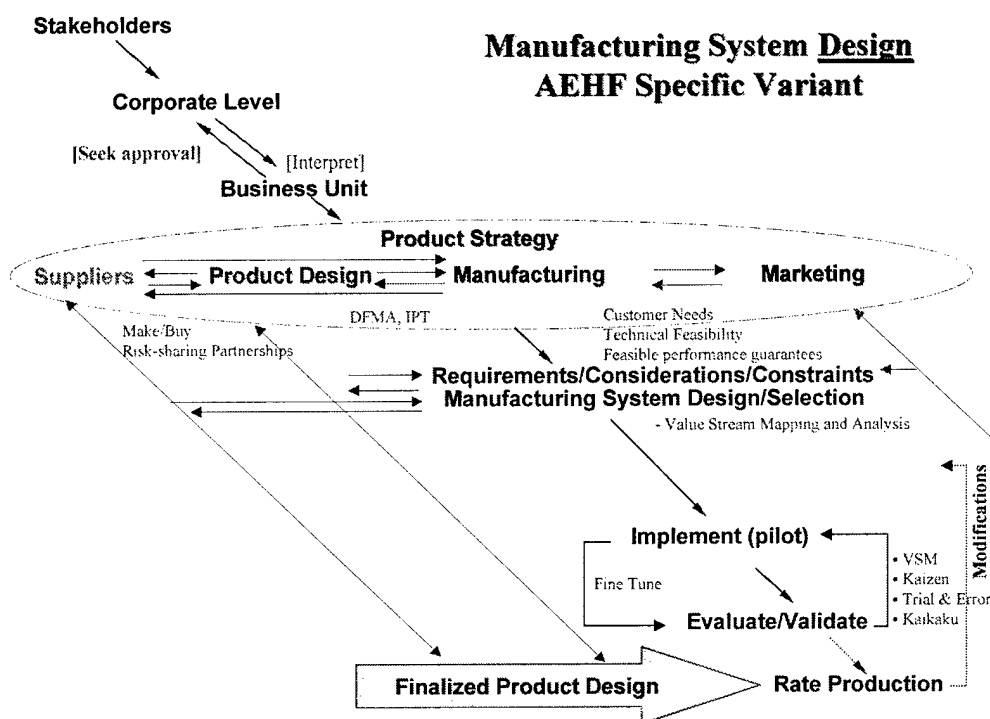 Stakeholders
Manufacturing System Design
AEHF Specific Variant
Corporate Level
[Seek approval]
[Interpret]
Business Unit
Product Strategy
Suppliers
Product Design
Manufacturing
Marketing
DFMA, IPT
Make/Buy
Risk-sharing Partnerships
Customer Needs
Technical Feasibility
Feasible performance guarantees
Requirements/Considerations/Constraints
Manufacturing System Design/Selection
- Value Stream Mapping and Analysis
Modifications
Implement (pilot)
Fine Tune
• VSM
• Kaizen
• Trial & Error
• Kaikaku
Evaluate/Validate
Finalized Product Design
Rate Production